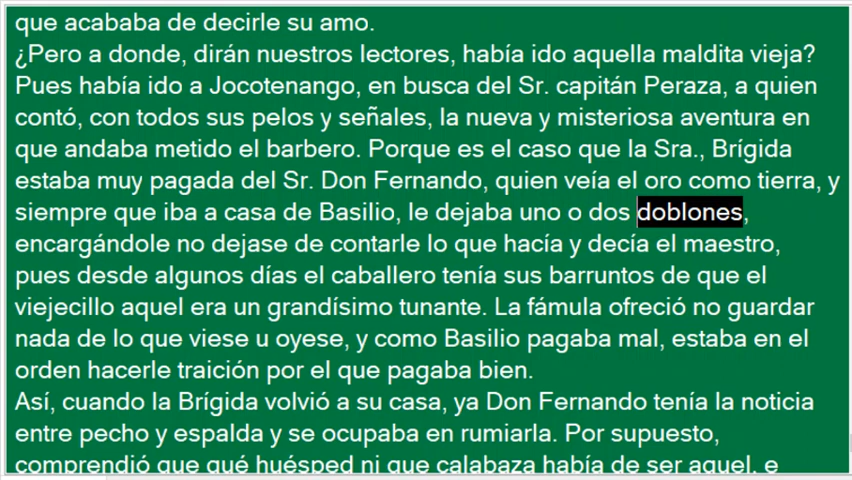 que acababa de decirle su amo.
¿Pero a donde, dirán nuestros lectores, había ido aquella maldita vieja?
Pues había ido a Jocotenango, en busca del Sr. capitán Peraza, a quien
contó, con todos sus pelos y señales, la nueva y misteriosa aventura en
que andaba metido el barbero. Porque es el caso que la Sra., Brígida
estaba muy pagada del Sr. Don Fernando, quien veía el oro como tierra, y
siempre que iba a casa de Basilio, le dejaba uno o dos doblones,
encargándole no dejase de contarle lo que hacía y decía el maestro,
pues desde algunos días el caballero tenía sus barruntos de que el
viejecillo aquel era un grandísimo tunante. La fámula ofreció no guardar
nada de lo que viese u oyese, y como Basilio pagaba mal, estaba en el
orden hacerle traición por el que pagaba bien.
Así, cuando la Brígida volvió a su casa, ya Don Fernando tenía la noticia
entre pecho y espalda y se ocupaba en rumiarla. Por supuesto,
comprendió que qué huésped ni que calabaza había de ser aquel, e